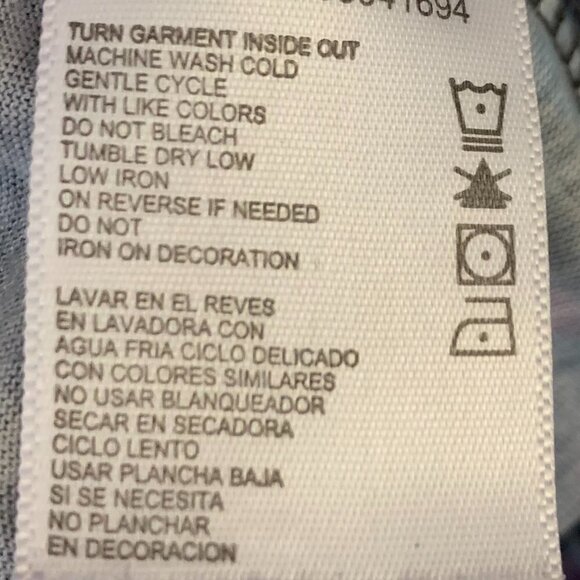 TURN GARMENT INSIDE OUT
MACHINE WASH COLD
GENTLE CYCLE
WITH LIKE COLORS
DO NOT BLEACH
TUMBLE DRY LOW
LOW IRON
ON REVERSE IF NEEDED
DO NOT
IRON ON DECORATION
LAVAR EN EL REVES
EN LAVADORA CON
AGUA FRIA CICLO DELICADO
CON COLORES SIMILARES
NO USAR BLANQUEADOR
SECAR EN SECADORA
CICLO LENTO
USAR PLANCHA BAJA
SI SE NECESITA
NO PLANCHAR
EN DECORACION